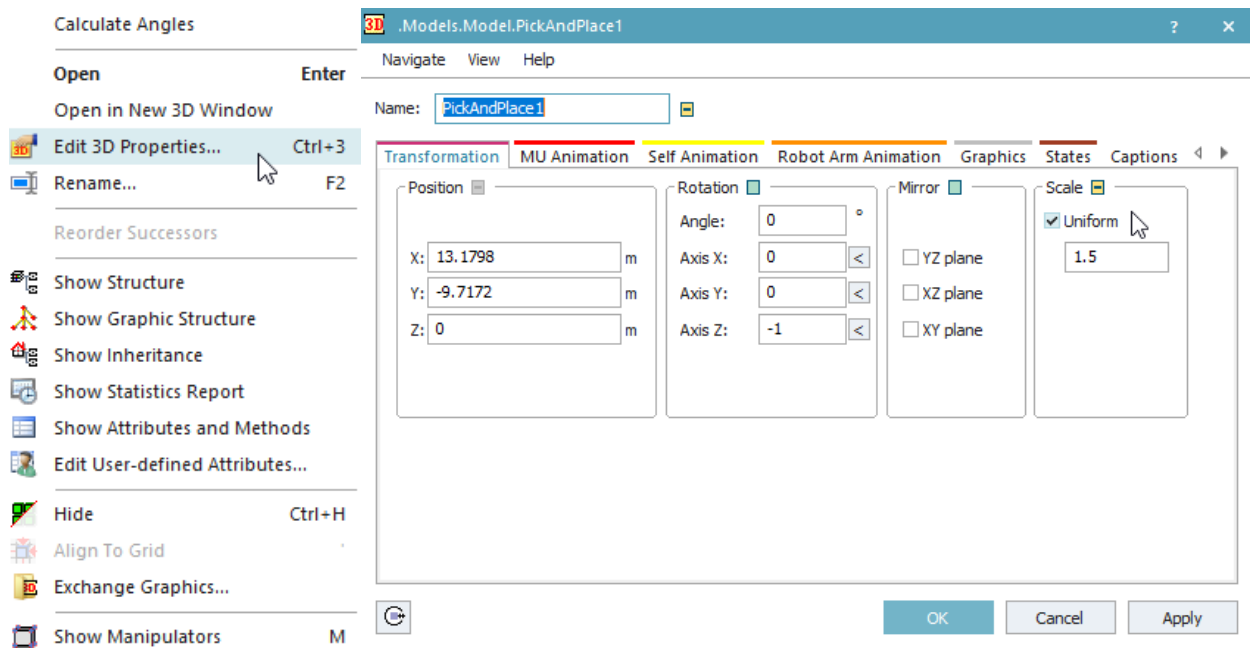 Calculate Angles
Open Enter
Open in New 3D Window
Edit 3D Properties... Ctrl+3
Rename... F2
Reorder Successors
Show Structure
Show Graphic Structure
Show Inheritance
Show Statistics Report
Show Attributes and Methods
Edit User-defined Attributes...
Hide Ctrl+H
Align To Grid '
Exchange Graphics...
Show Manipulators M
3D .Models.Model.PickAndPlace1 ? ×
Navigate View Help
Name: PickAndPlace1
Transformation MU Animation Self Animation Robot Arm Animation Graphics States Captions
Position Rotation Mirror Scale
Angle: 0 ° Uniform
X: 13.1798 m Axis X: 0 < YZ plane 1.5
Y: -9.7172 m Axis Y: 0 < XZ plane
Z: 0 m Axis Z: -1 < XY plane
OK Cancel Apply